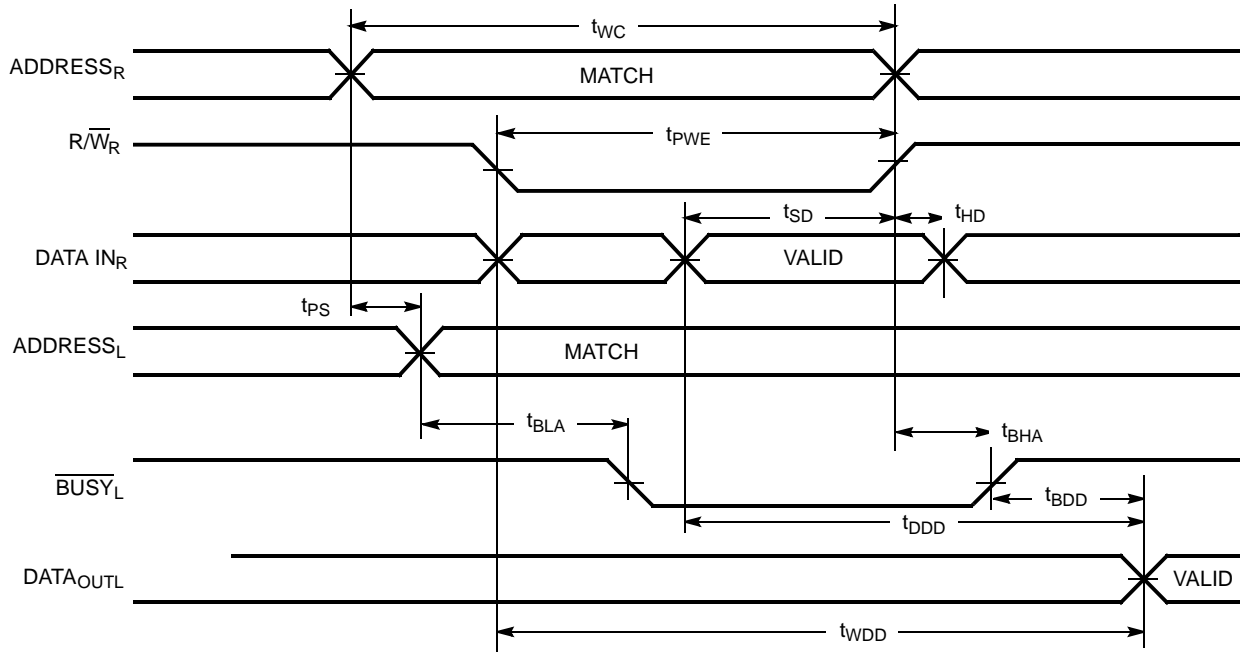 tWC
ADDRESSR
MATCH
R/W̅R
tPWE
tSD
tHD
DATA INR
VALID
tPS
ADDRESSL
MATCH
tBLA
tBHA
B̅U̅S̅Y̅L
tBDD
tDDD
DATAOUTL
VALID
tWDD